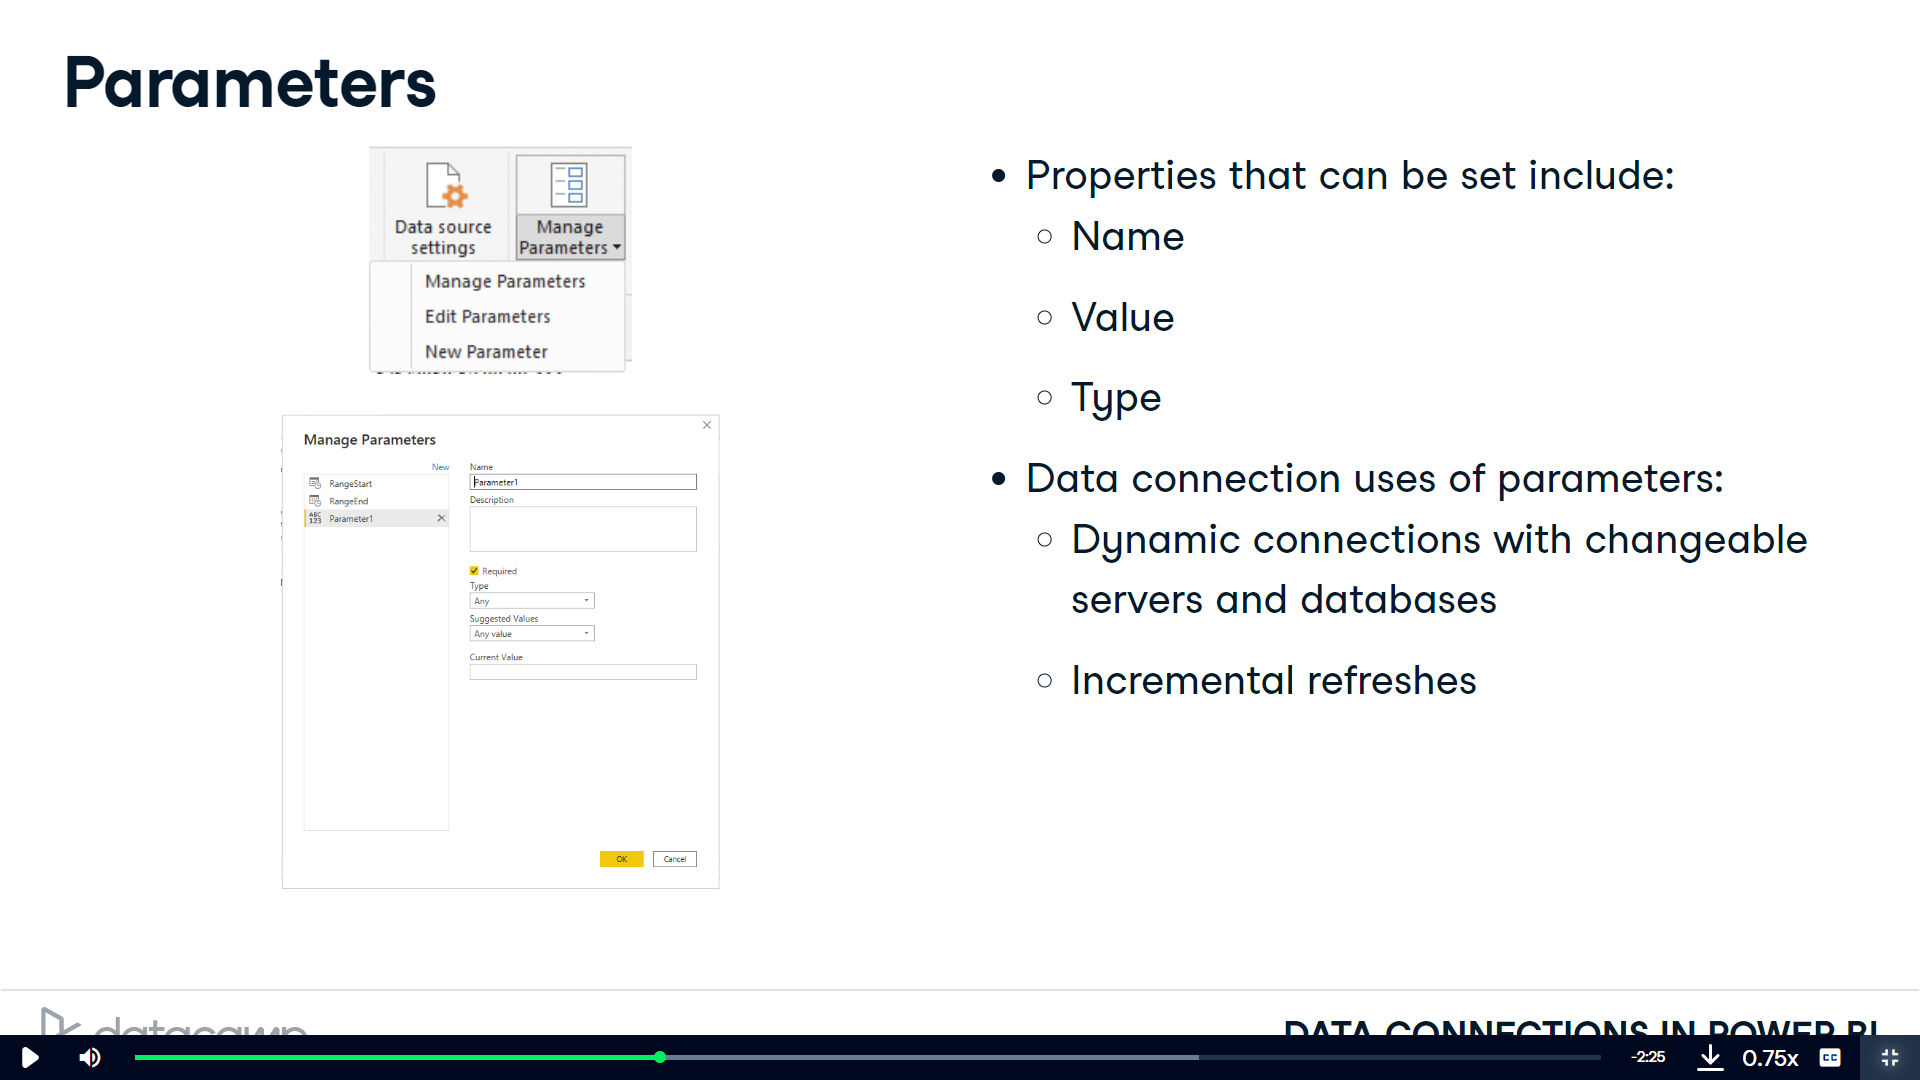 Parameters
Data source
settings
Manage
Parameters
Manage Parameters
Edit Parameters
New Parameter
Manage Parameters
New
RangeStart
RangeEnd
ABC
123
Parameter1
Name
Parameter1
Description
Required
Type
Any
Suggested Values
Any value
Current Value
OK
Cancel
Properties that can be set include:
Name
Value
Type
Data connection uses of parameters:
Dynamic connections with changeable
servers and databases
Incremental refreshes
datacamp
DATA CONNECTIONS IN POWER BI
-2:25
0.75x
CC